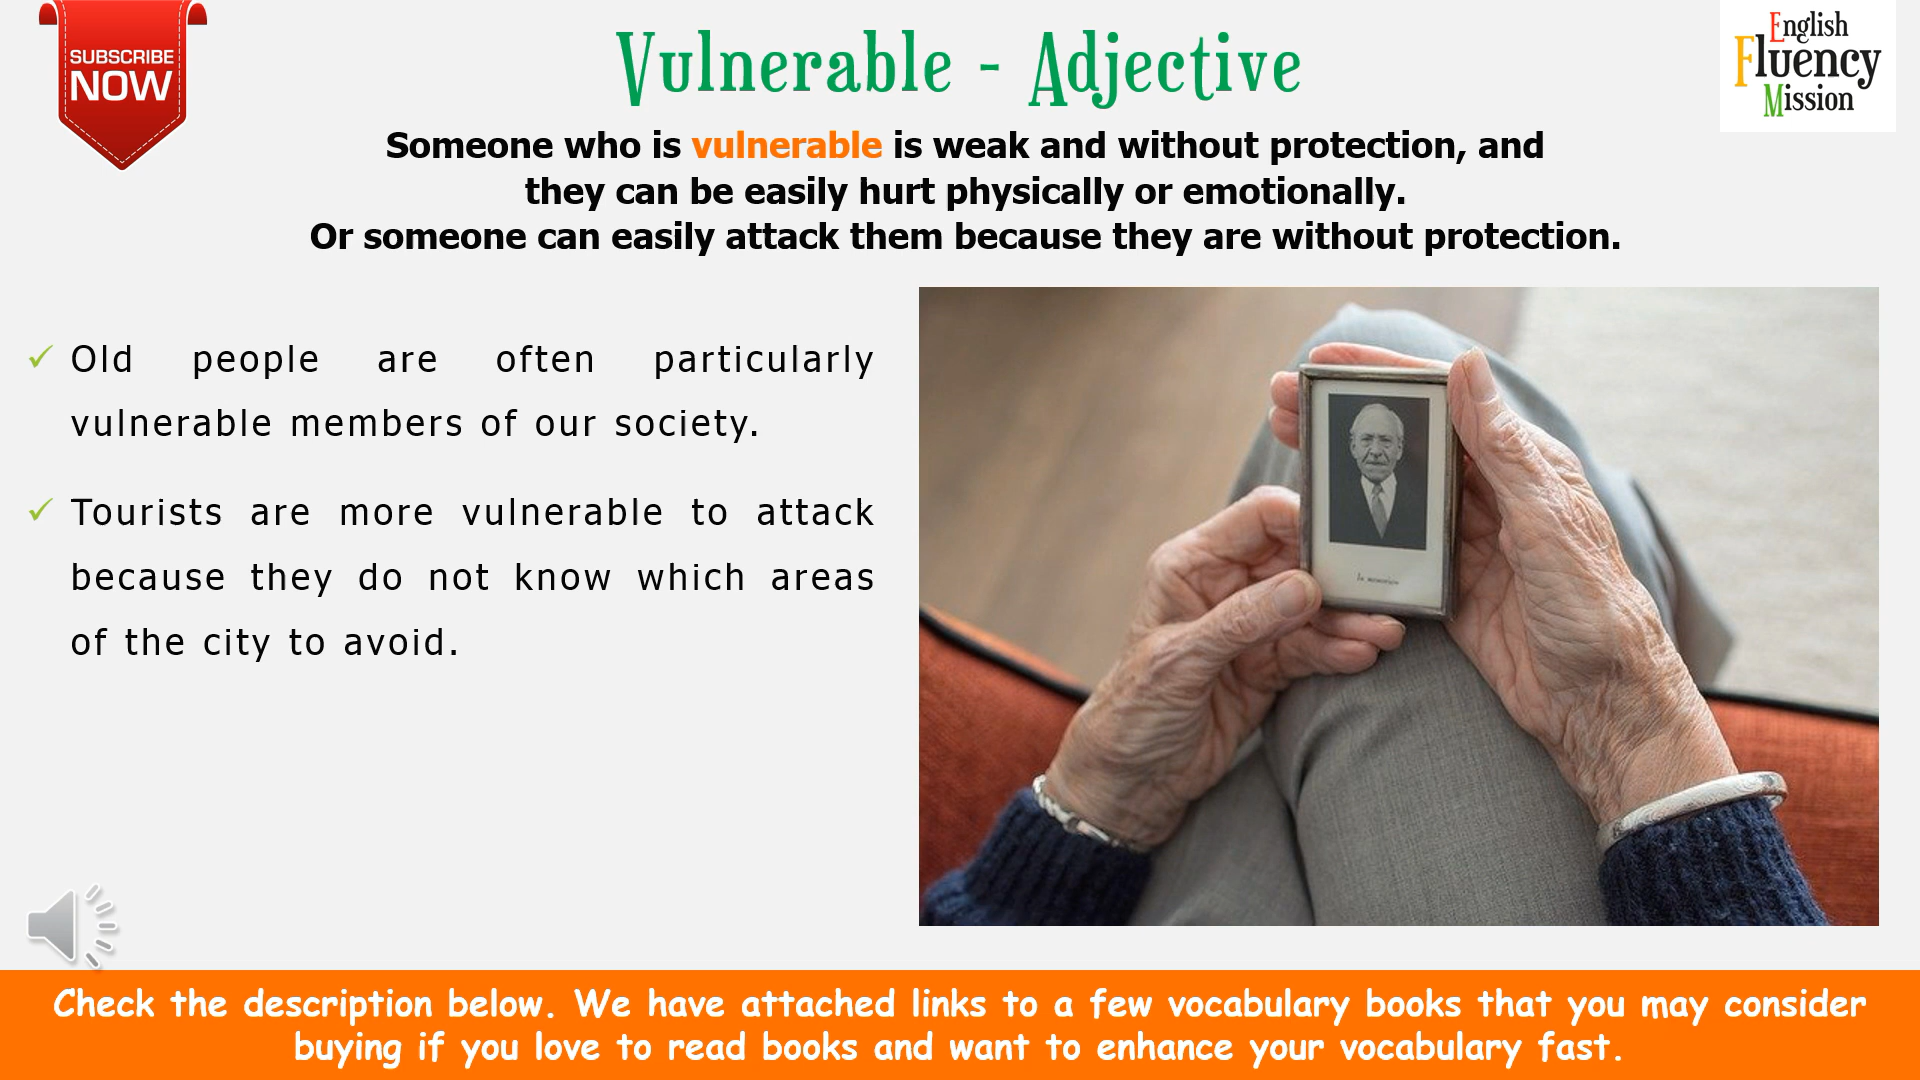 SUBSCRIBE
NOW
Vulnerable - Adjective
English
Fluency
Mission
Someone who is vulnerable is weak and without protection, and
they can be easily hurt physically or emotionally.
Or someone can easily attack them because they are without protection.
Old people are often particularly
vulnerable members of our society.
Tourists are more vulnerable to attack
because they do not know which areas
of the city to avoid.
Check the description below. We have attached links to a few vocabulary books that you may consider
buying if you love to read books and want to enhance your vocabulary fast.